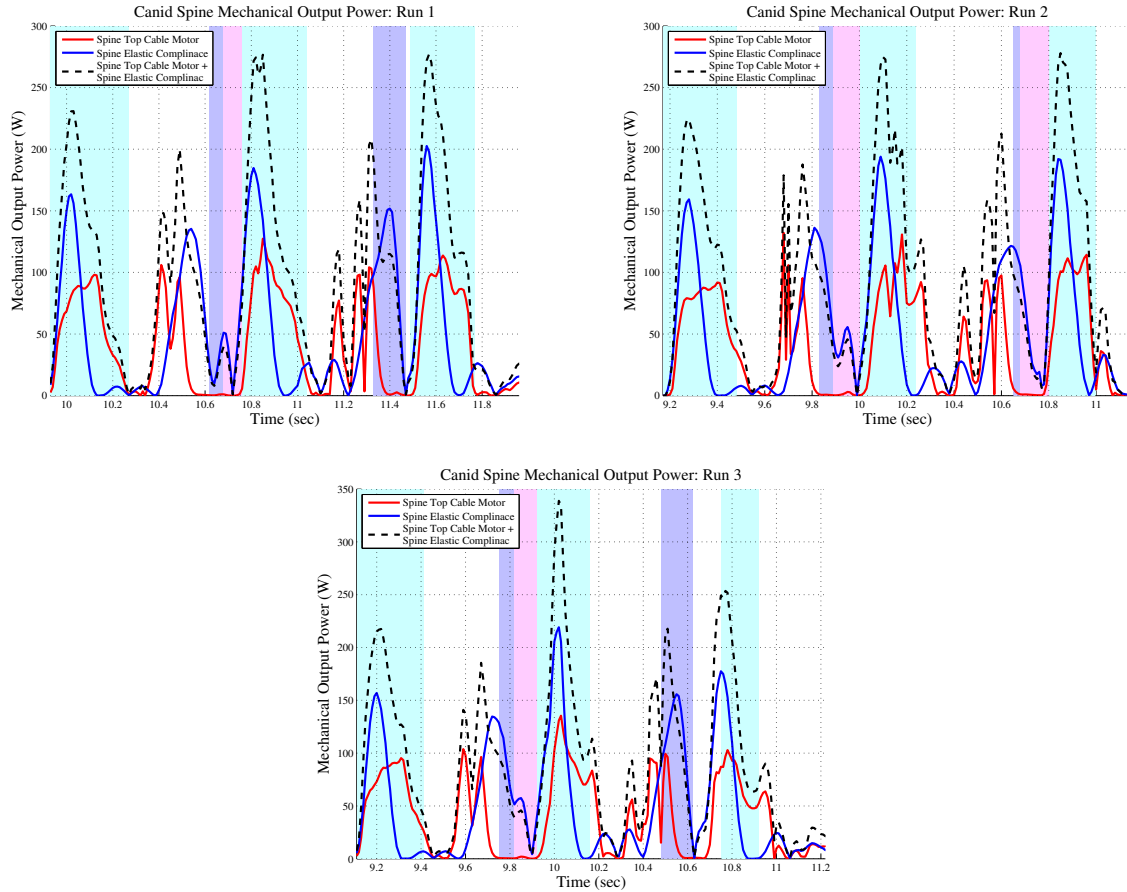 Canid Spine Mechanical Output Power: Run 1
Mechanical Output Power (W)
300
250
200
150
100
50
0
Spine Top Cable Motor
Spine Elastic Complinace
Spine Top Cable Motor +
Spine Elastic Complinac
10 10.2 10.4 10.6 10.8 11 11.2 11.4 11.6 11.8
Time (sec)
Canid Spine Mechanical Output Power: Run 2
Mechanical Output Power (W)
300
250
200
150
100
50
0
Spine Top Cable Motor
Spine Elastic Complinace
Spine Top Cable Motor +
Spine Elastic Complinac
9.2 9.4 9.6 9.8 10 10.2 10.4 10.6 10.8 11
Time (sec)
Canid Spine Mechanical Output Power: Run 3
Mechanical Output Power (W)
350
300
250
200
150
100
50
0
Spine Top Cable Motor
Spine Elastic Complinace
Spine Top Cable Motor +
Spine Elastic Complinac
9.2 9.4 9.6 9.8 10 10.2 10.4 10.6 10.8 11 11.2
Time (sec)